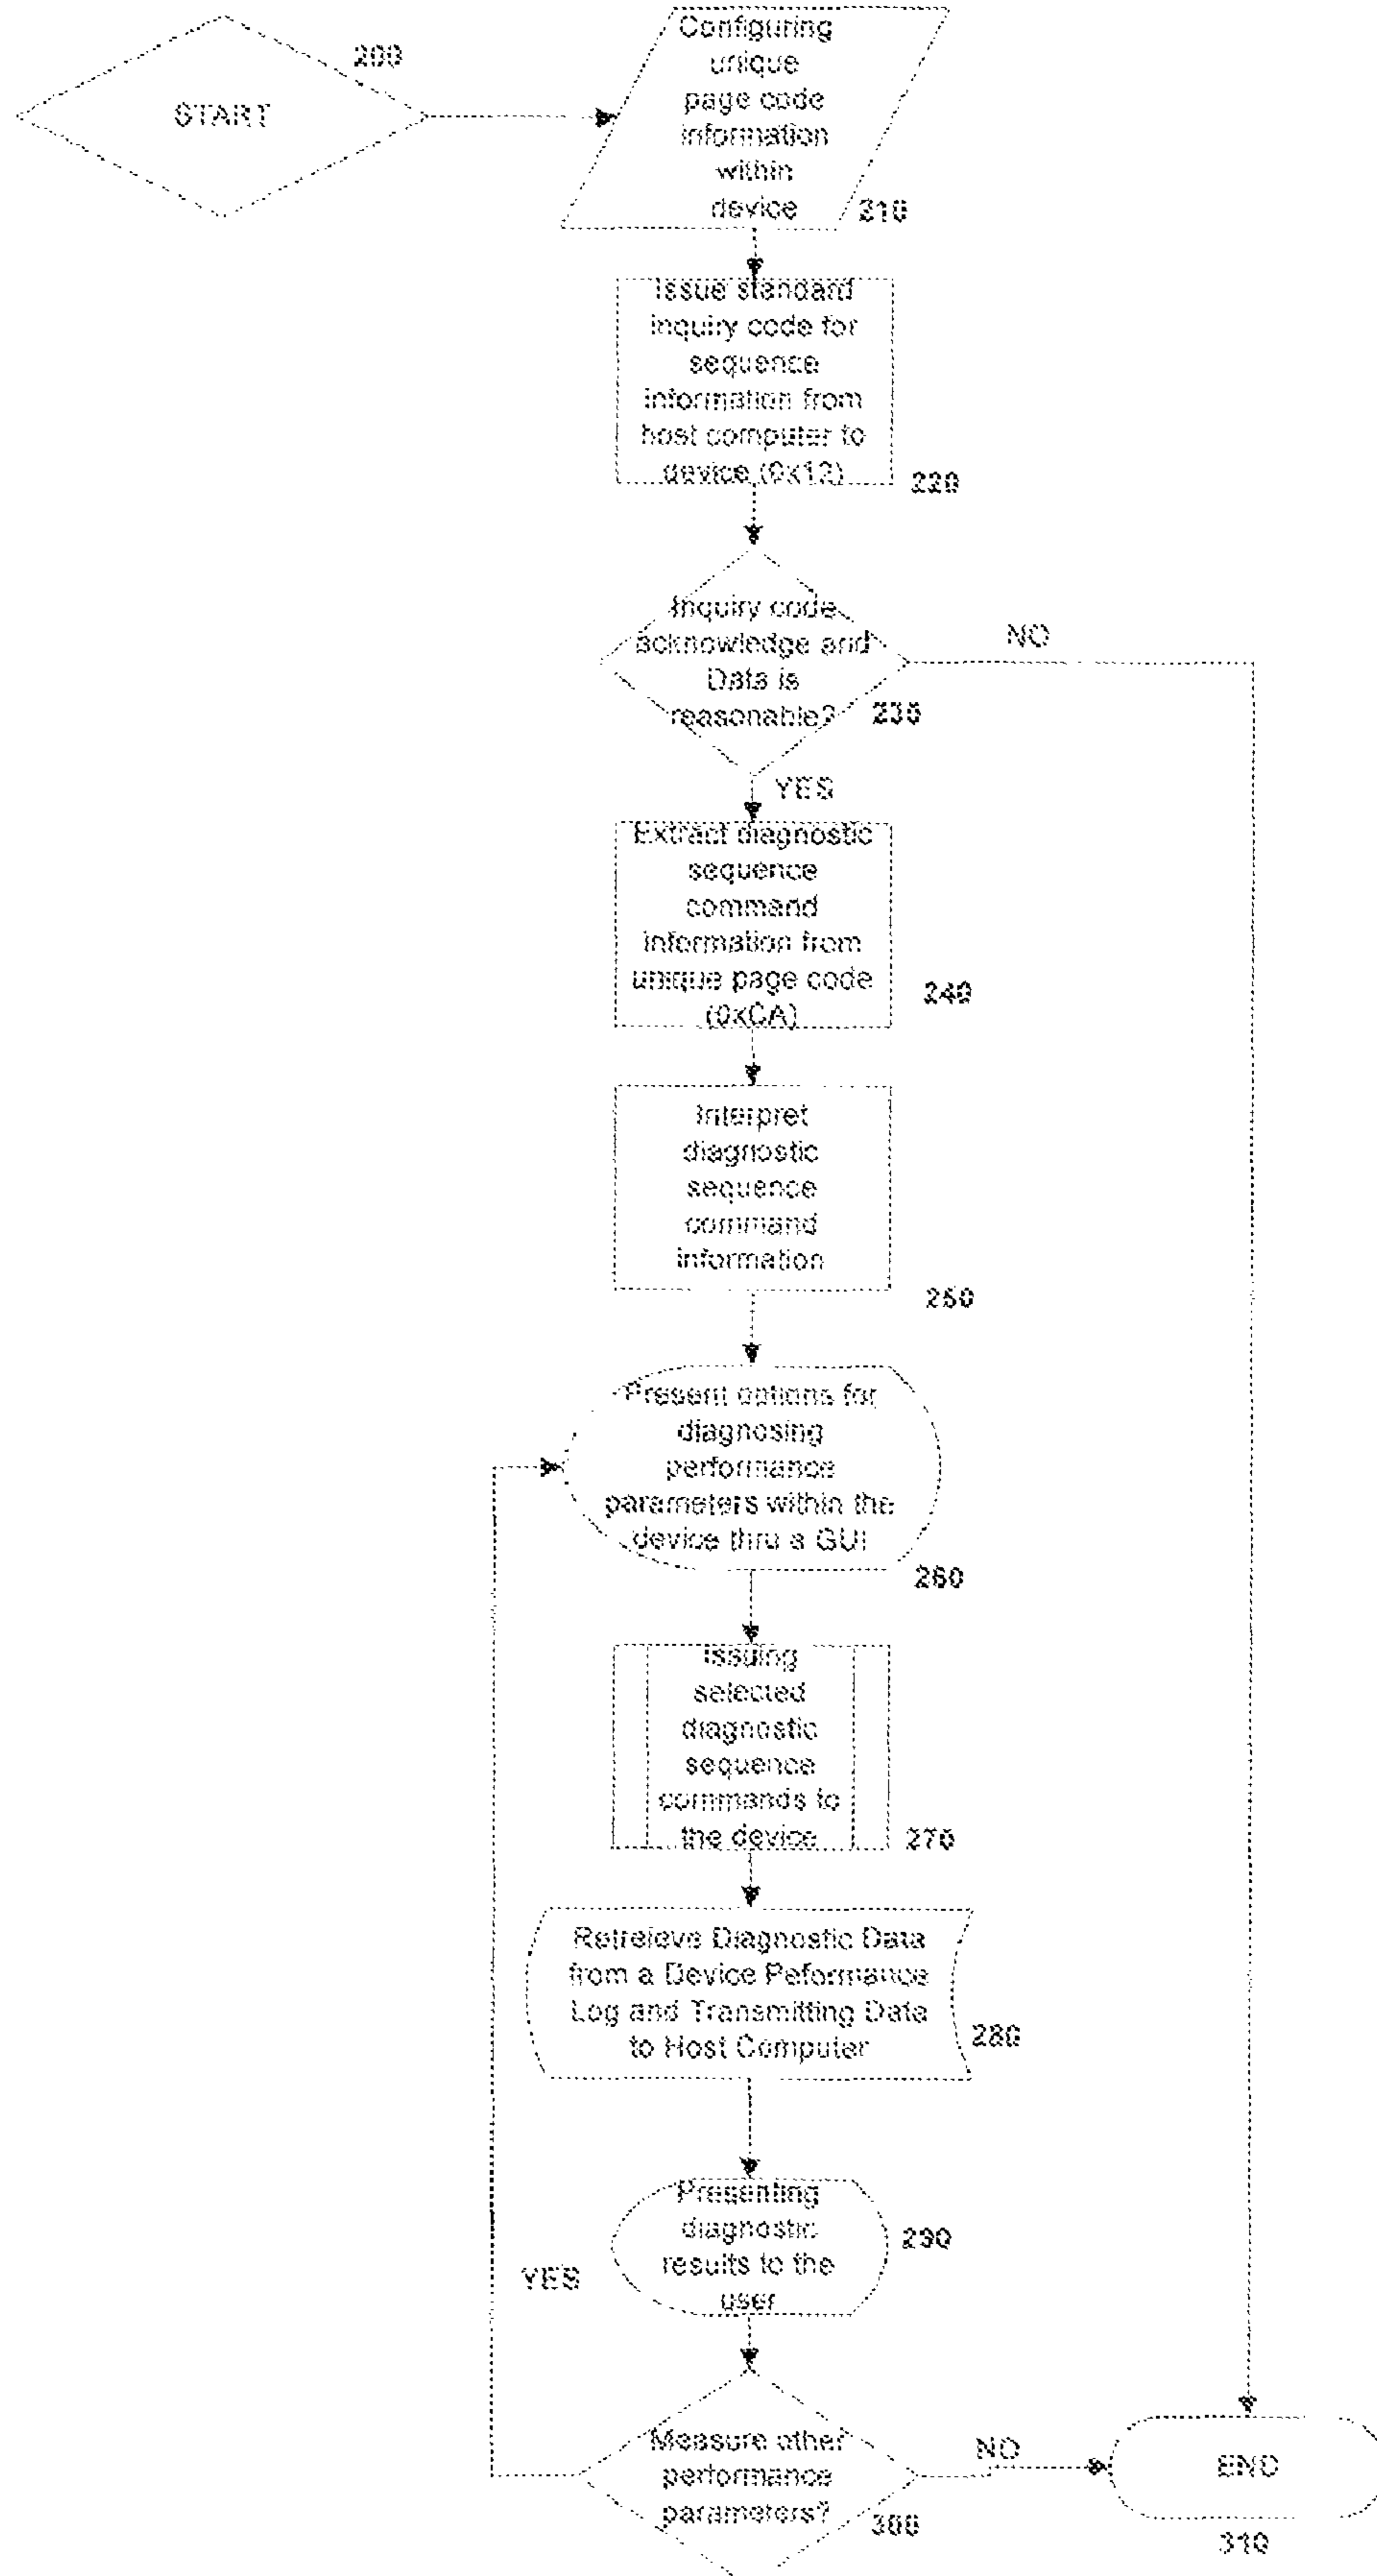 200
START
Configuring
unique
page code
information
within
device
210
Issue standard
inquiry code for
sequence
information from
host computer to
device (0x12)
220
Inquiry code
acknowledge and
Data is
reasonable?
230
NO
YES
Extract diagnostic
sequence
command
information from
unique page code
(0xCA)
240
Interpret
diagnostic
sequence
command
information
250
Present options for
diagnosing
performance
parameters within the
device thru a GUI
260
Issuing
selected
diagnostic
sequence
commands to
the device
270
Retreieve Diagnostic Data
from a Device Peformance
Log and Transmitting Data
to Host Computer
280
Presenting
diagnostic
results to the
user
290
YES
Measure other
performance
parameters?
300
NO
END
310